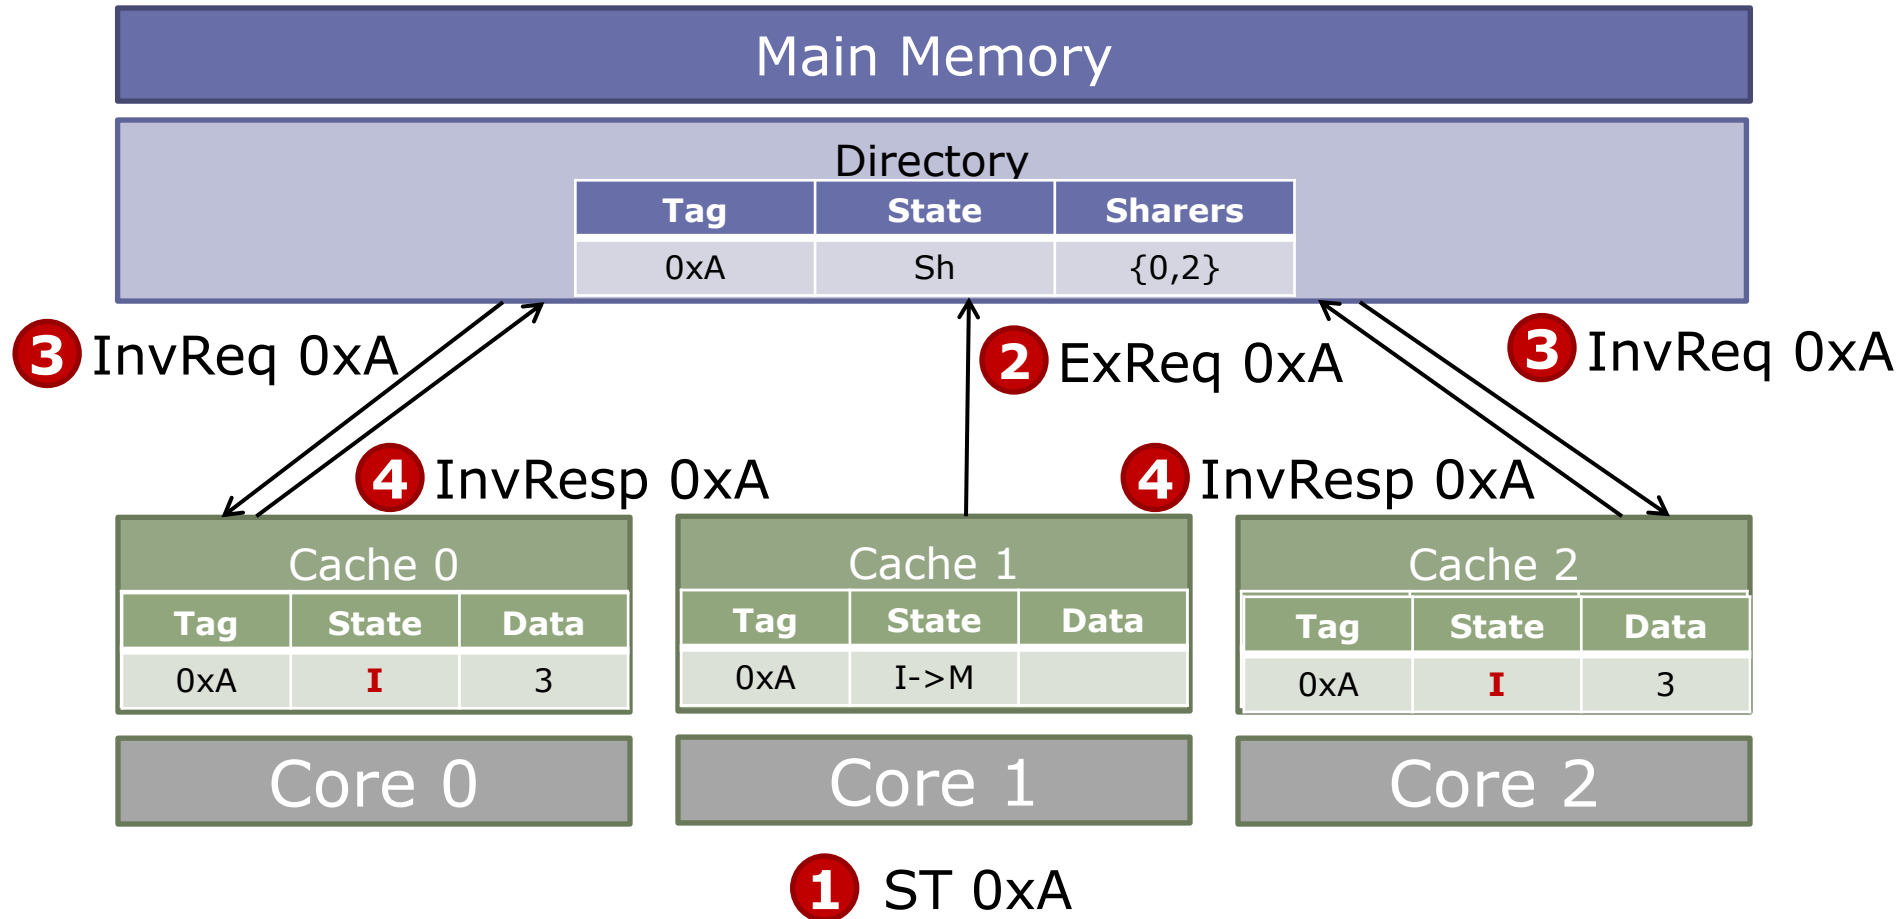 Main Memory
Directory
Tag State Sharers
0xA Sh {0,2}
3 InvReq 0xA
2 ExReq 0xA
3 InvReq 0xA
4 InvResp 0xA
4 InvResp 0xA
Cache 0
Tag State Data
0xA I 3
Cache 1
Tag State Data
0xA I->M
Cache 2
Tag State Data
0xA I 3
Core 0
Core 1
Core 2
1 ST 0xA